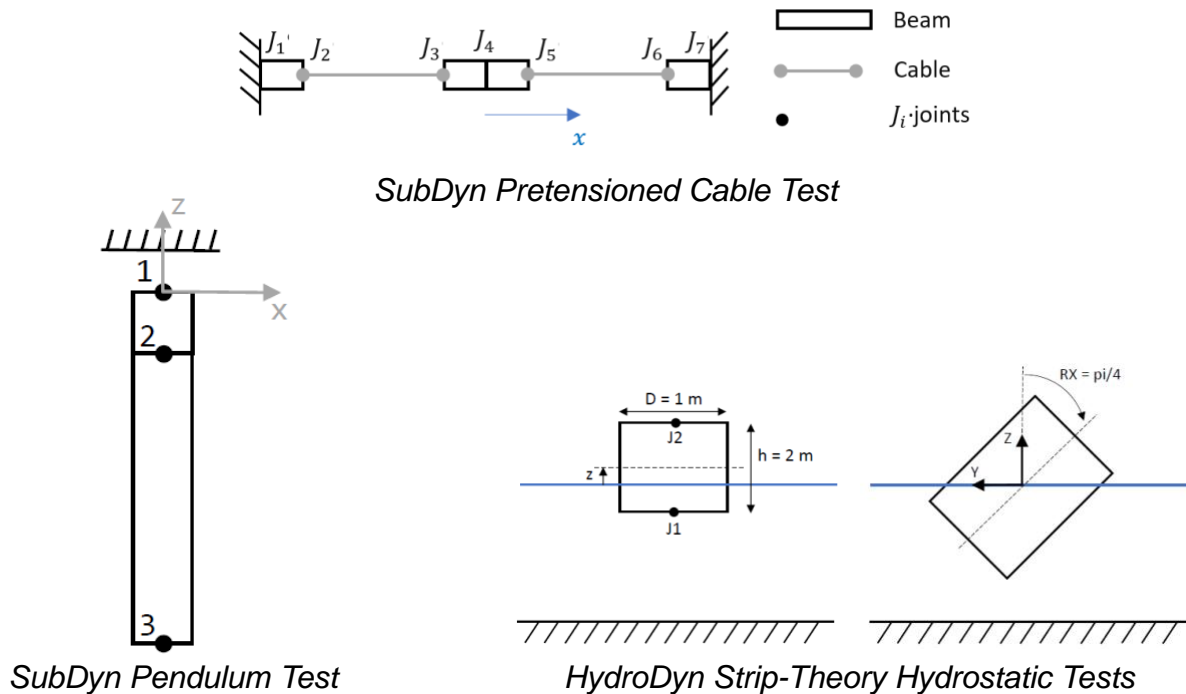 J₁ J₂ J₃ J₄ J₅ J₆ J₇
x
Beam
Cable
Jᵢ·joints
SubDyn Pretensioned Cable Test
z
1
x
2
3
SubDyn Pendulum Test
D = 1 m
J2
h = 2 m
z
J1
RX = pi/4
Z
Y
HydroDyn Strip-Theory Hydrostatic Tests